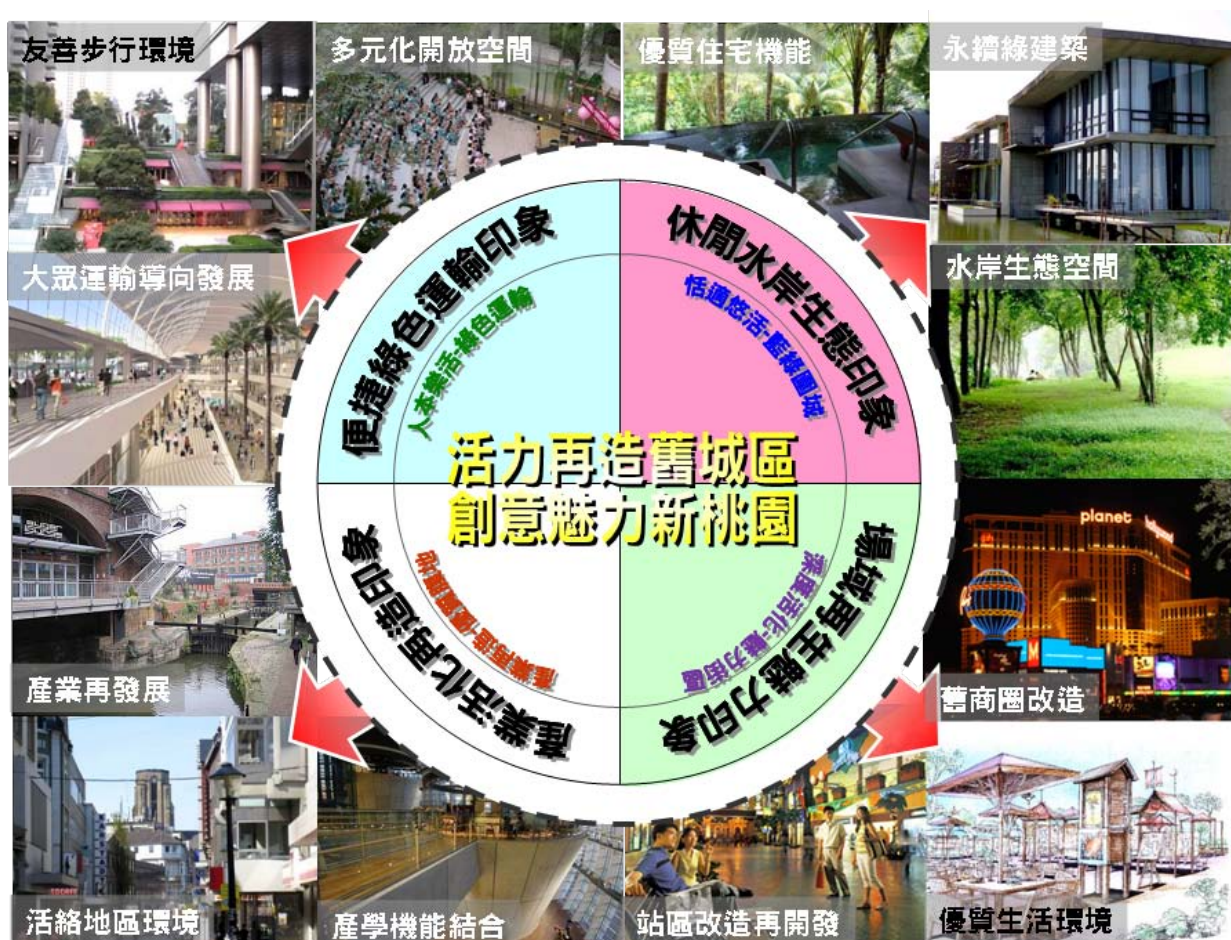 友善步行環境
多元化開放空間
優質住宅機能
永續綠建築
大眾運輸導向發展
水岸生態空間
便捷綠色運輸印象
人本樂活-綠色運輸
休閒水岸生態印象
恬適悠活-藍綠圍城
活力再造舊城區
創意魅力新桃園
產業活化再造印象
場域再生魅力印象
深度活化-魅力街區
planet
產業再發展
舊商圈改造
活絡地區環境
產學機能結合
站區改造再開發
優質生活環境